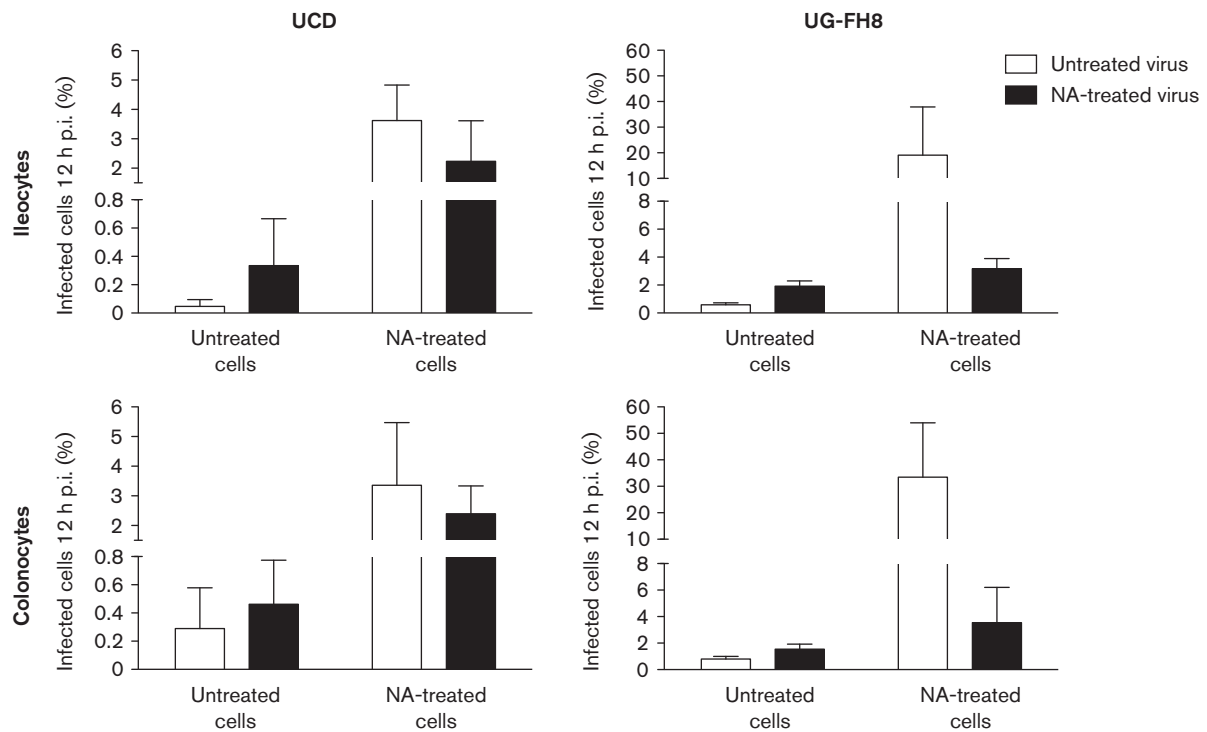 UCD
UG-FH8
Untreated virus
NA-treated virus
Ileocytes
Infected cells 12 h p.i. (%)
6
5
4
3
2
0.8
0.6
0.4
0.2
0
Untreated
cells
NA-treated
cells
Infected cells 12 h p.i. (%)
60
50
40
30
20
10
8
6
4
2
0
Untreated
cells
NA-treated
cells
Colonocytes
Infected cells 12 h p.i. (%)
6
5
4
3
2
0.8
0.6
0.4
0.2
0
Untreated
cells
NA-treated
cells
Infected cells 12 h p.i. (%)
60
50
40
30
20
10
8
6
4
2
0
Untreated
cells
NA-treated
cells